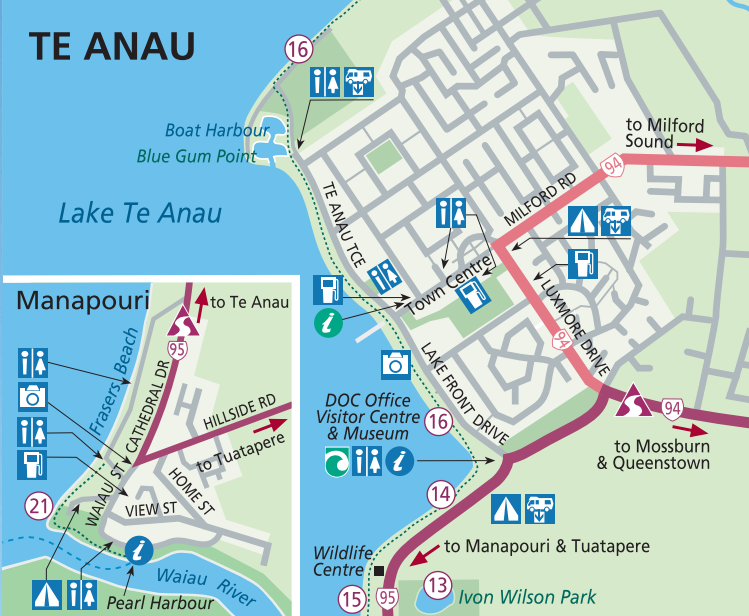 TE ANAU
16
Boat Harbour
Blue Gum Point
to Milford
Sound
94
MILFORD RD
TE ANAU TCE
Lake Te Anau
Town Centre
LUXMORE DRIVE
94
i
LAKE FRONT DRIVE
94
to Mossburn
& Queenstown
DOC Office
Visitor Centre
& Museum
i
16
14
to Manapouri & Tuatapere
Wildlife
Centre
15
95
13
Ivon Wilson Park
Manapouri
to Te Anau
95
Frasers Beach
CATHEDRAL DR
HILLSIDE RD
to Tuatapere
WAIAU ST
HOME ST
VIEW ST
21
i
Waiau River
Pearl Harbour